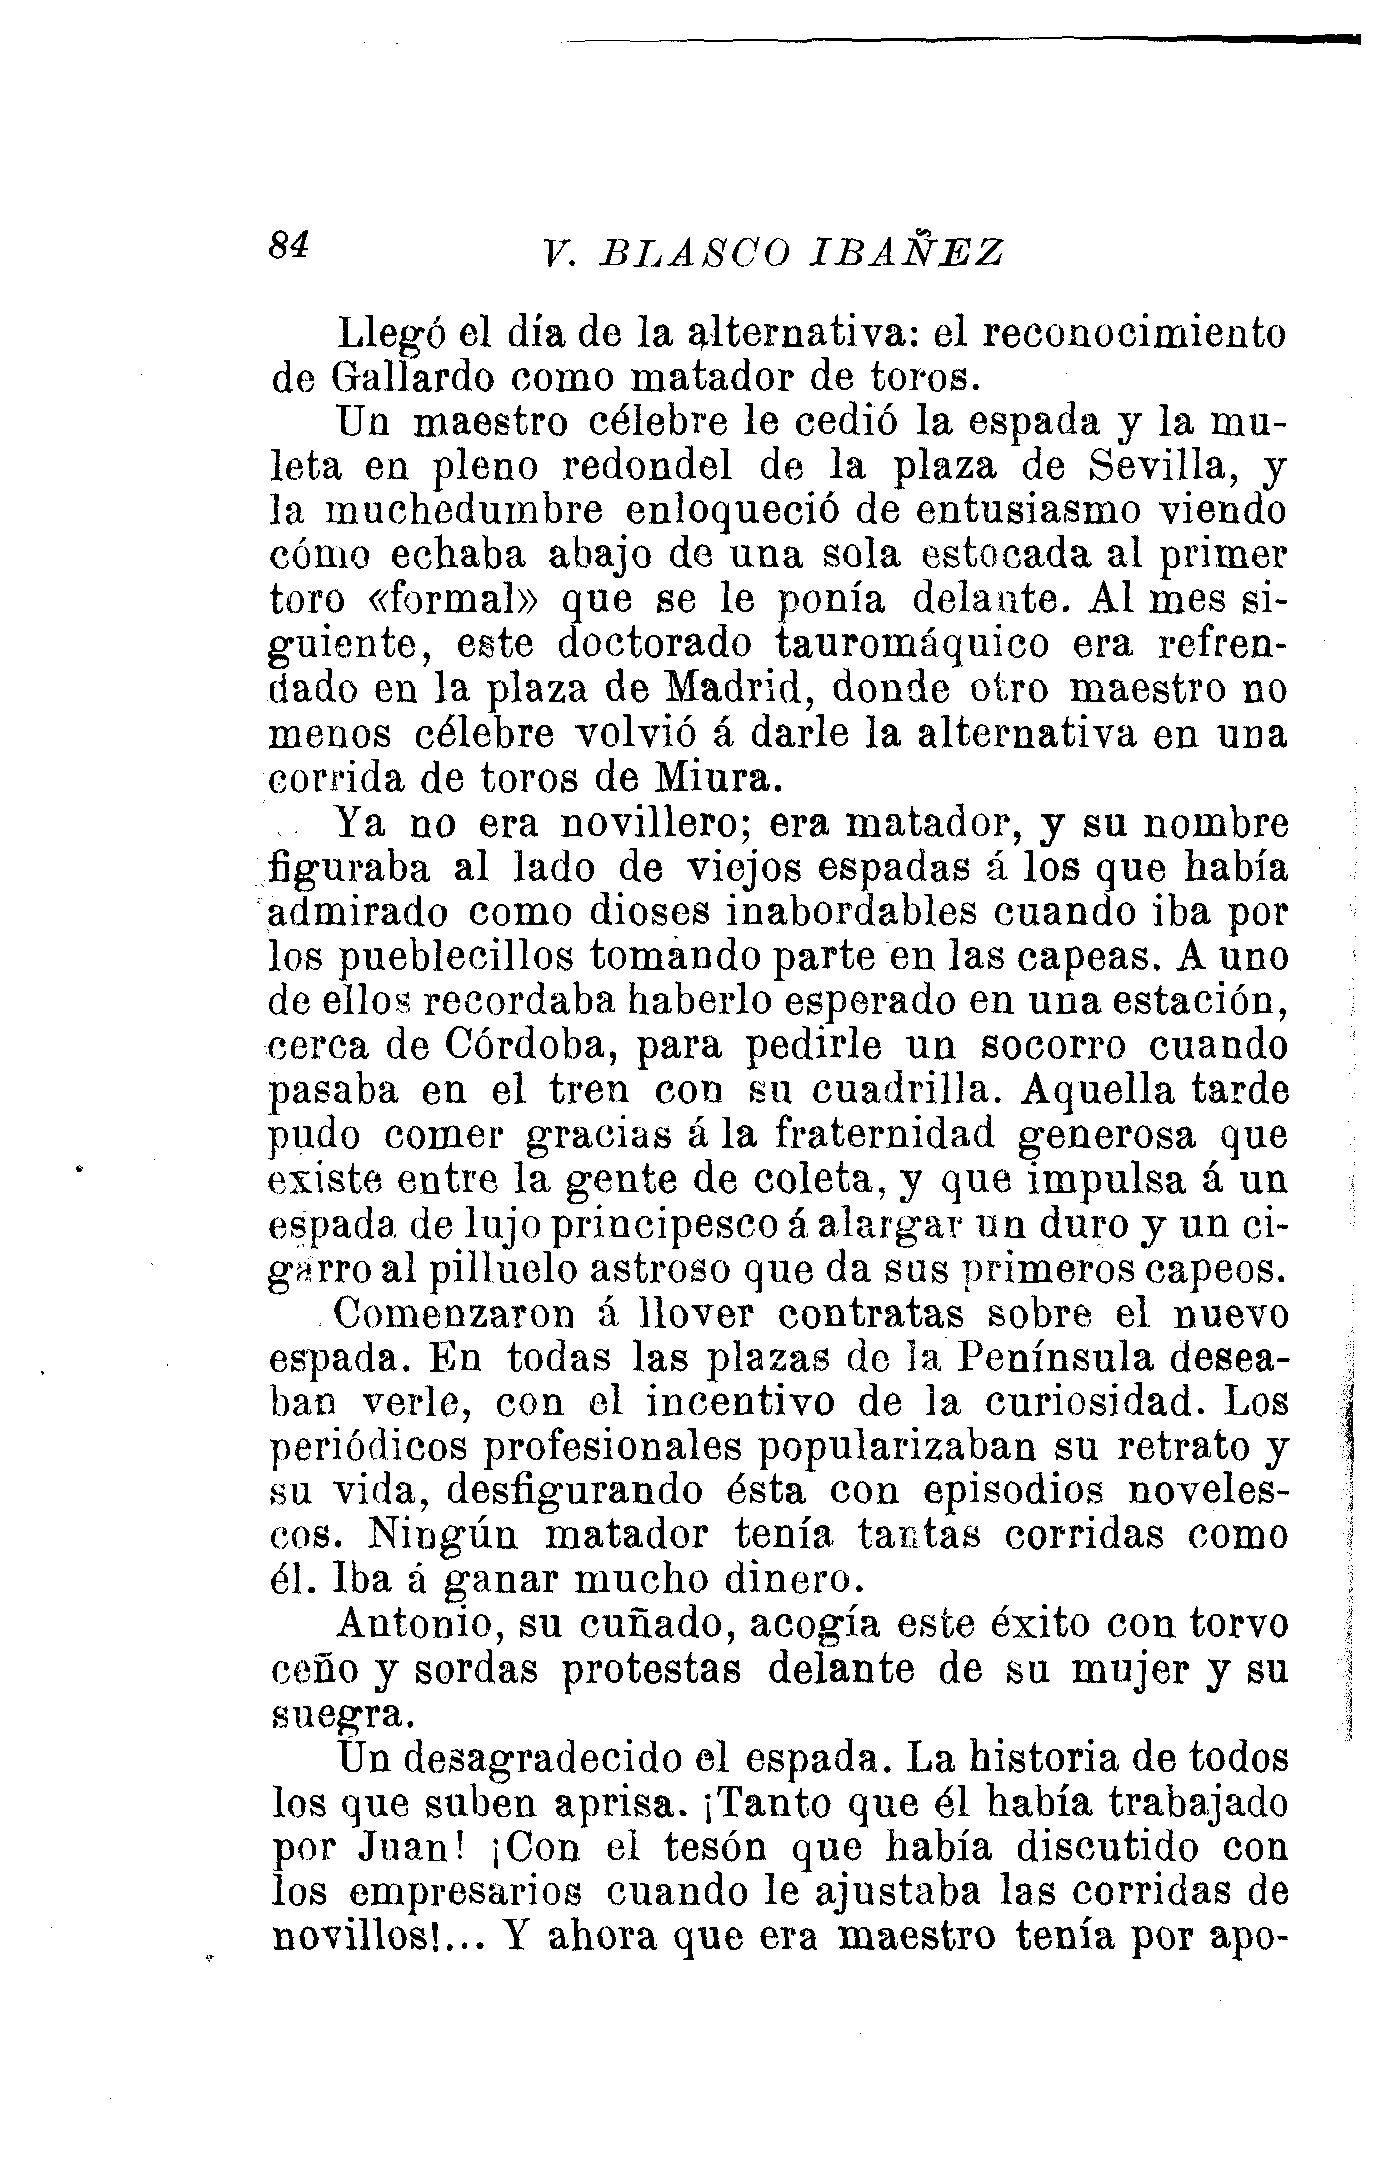 84 V. BLASCO IBAÑEZ
Llegó el día de la alternativa: el reconocimiento
de Gallardo como matador de toros.
Un maestro célebre le cedió la espada y la mu-
leta en pleno redondel de la plaza de Sevilla, y
la muchedumbre enloqueció de entusiasmo viendo
cómo echaba abajo de una sola estocada al primer
toro «formal» que se le ponía delante. Al mes si-
guiente, este doctorado tauromáquico era refren-
dado en la plaza de Madrid, donde otro maestro no
menos célebre volvió á darle la alternativa en una
corrida de toros de Miura.
Ya no era novillero; era matador, y su nombre
figuraba al lado de viejos espadas á los que había
admirado como dioses inabordables cuando iba por
los pueblecillos tomando parte en las capeas. A uno
de ellos recordaba haberlo esperado en una estación,
cerca de Córdoba, para pedirle un socorro cuando
pasaba en el tren con su cuadrilla. Aquella tarde
pudo comer gracias á la fraternidad generosa que
existe entre la gente de coleta, y que impulsa á un
espada de lujo principesco á alargar un duro y un ci-
garro al pilluelo astroso que da sus primeros capeos.
Comenzaron á llover contratas sobre el nuevo
espada. En todas las plazas de la Península desea-
ban verle, con el incentivo de la curiosidad. Los
periódicos profesionales popularizaban su retrato y
su vida, desfigurando ésta con episodios noveles-
cos. Ningún matador tenía tantas corridas como
él. Iba á ganar mucho dinero.
Antonio, su cuñado, acogía este éxito con torvo
ceño y sordas protestas delante de su mujer y su
suegra.
Un desagradecido el espada. La historia de todos
los que suben aprisa. ¡Tanto que él había trabajado
por Juan! ¡Con el tesón que había discutido con
los empresarios cuando le ajustaba las corridas de
novillos!... Y ahora que era maestro tenía por apo-